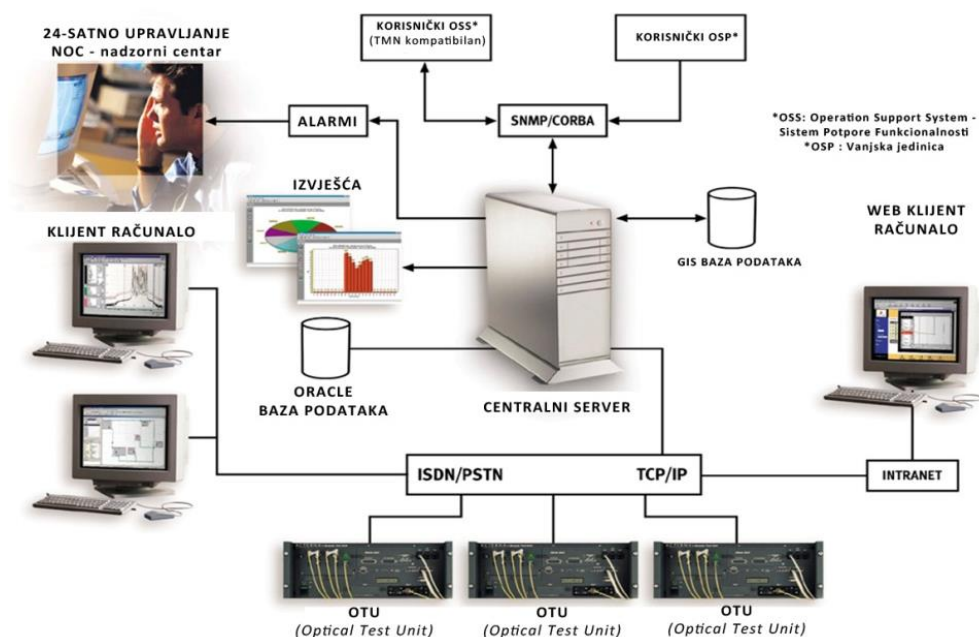 24-SATNO UPRAVLJANJE
NOC - nadzorni centar
KORISNIČKI OSS*
(TMN kompatibilan)
KORISNIČKI OSP*
ALARMI
SNMP/CORBA
*OSS: Operation Support System -
Sistem Potpore Funkcionalnosti
*OSP : Vanjska jedinica
IZVJEŠĆA
KLIJENT RAČUNALO
WEB KLIJENT
RAČUNALO
GIS BAZA PODATAKA
ORACLE
BAZA PODATAKA
CENTRALNI SERVER
ISDN/PSTN
TCP/IP
INTRANET
OTU
(Optical Test Unit)
OTU
(Optical Test Unit)
OTU
(Optical Test Unit)